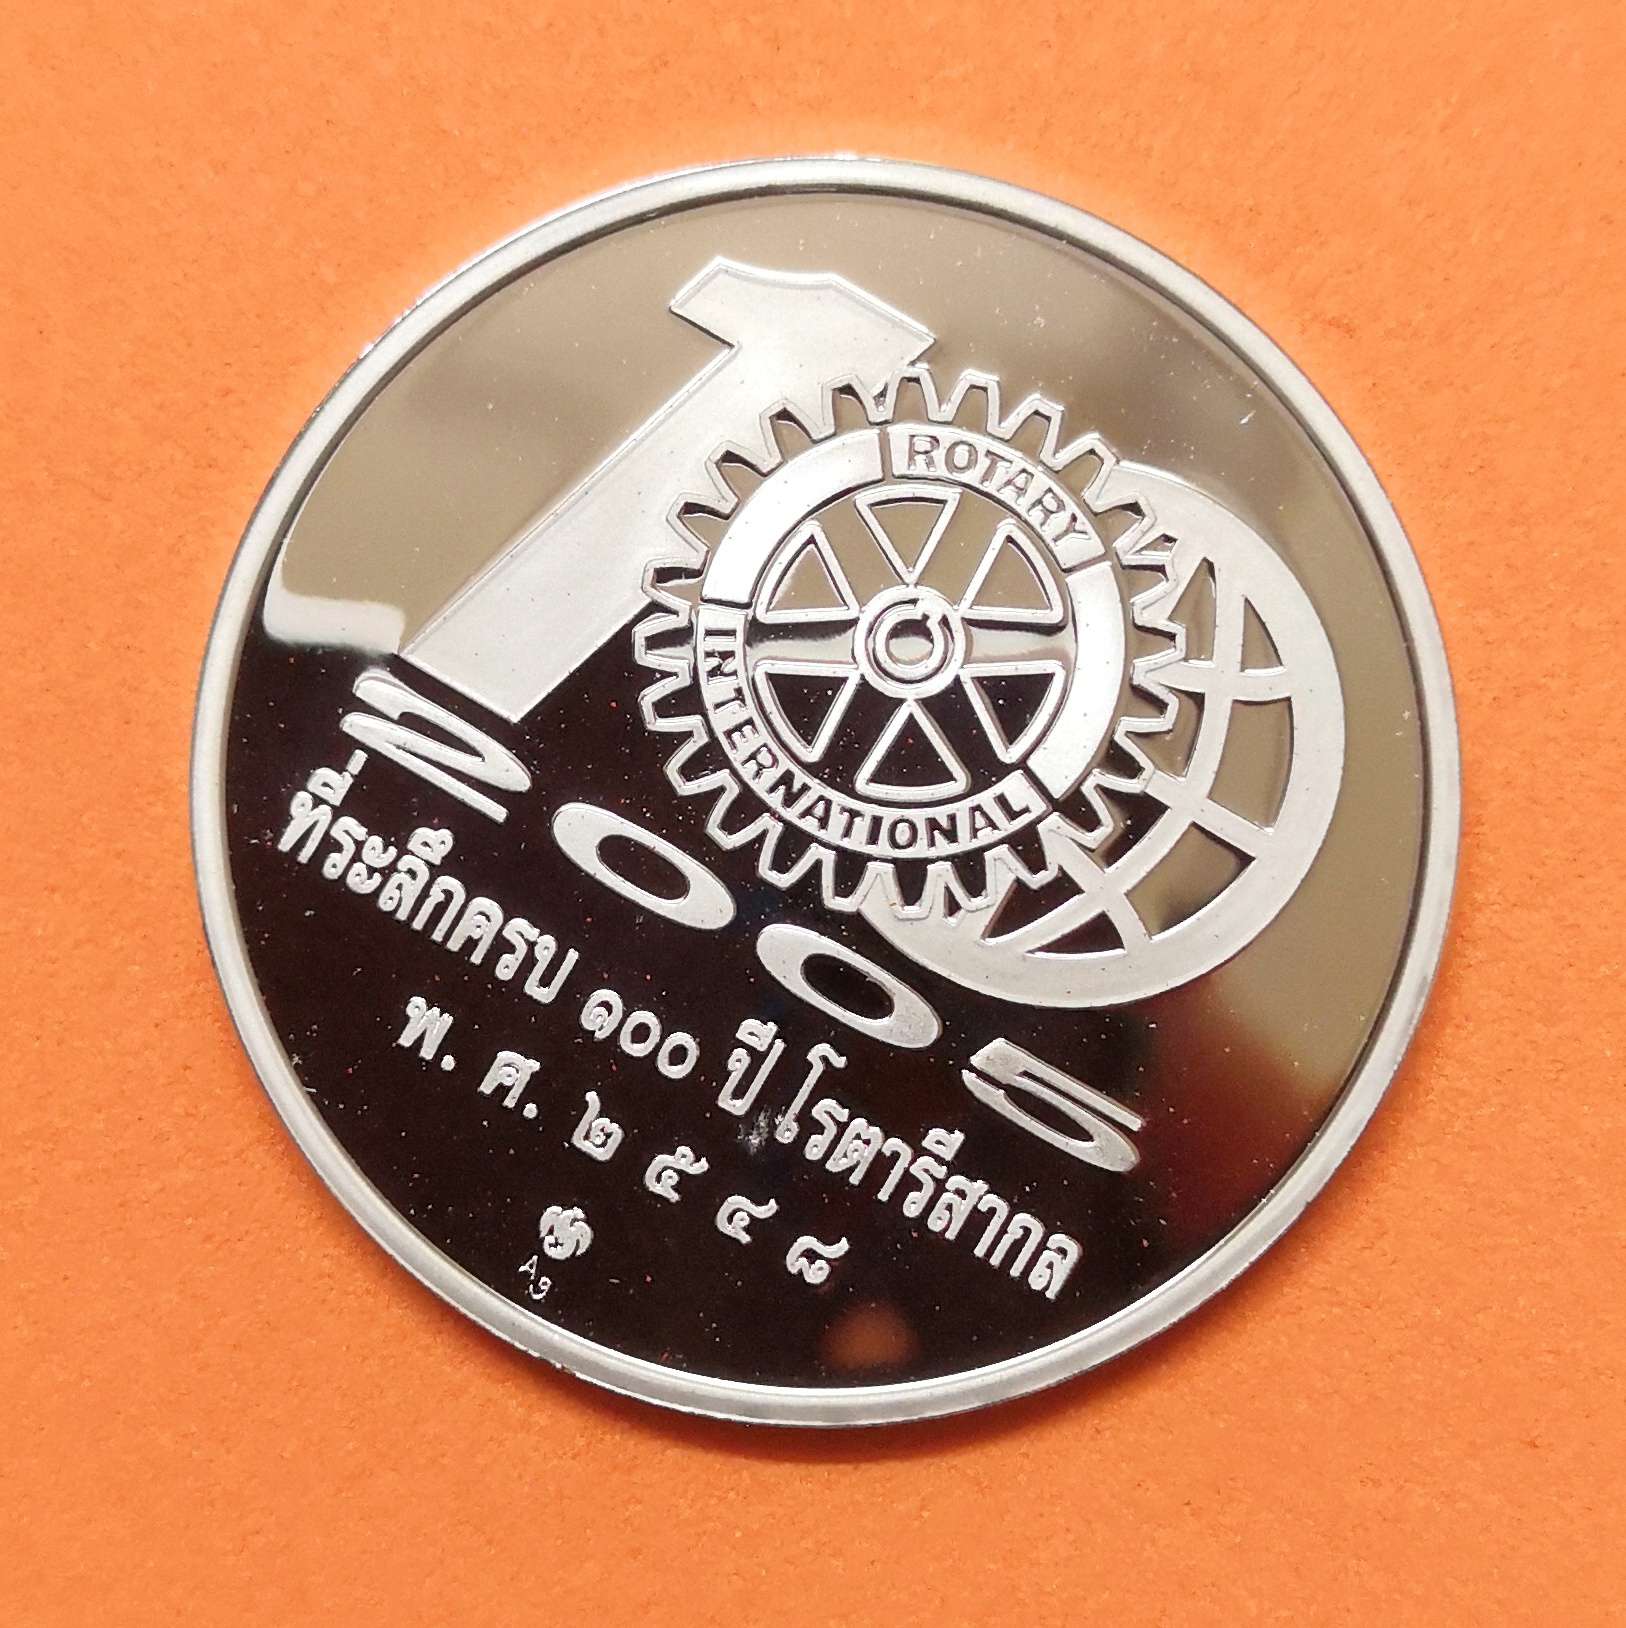 1
ROTARY
INTERNATIONAL
2005
ที่ระลึกครบ ๑๐๐ ปี โรตารีสากล
พ. ศ. ๒ ๕ ๔ ๘
Ag